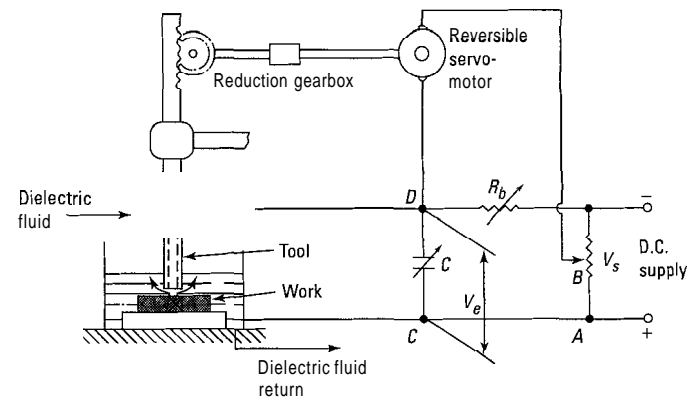 Reversible
servo-
motor
Reduction gearbox
Dielectric
fluid
D
R_b
−
D.C.
supply
V_s
B
C
V_e
Tool
Work
C
A
+
Dielectric fluid
return